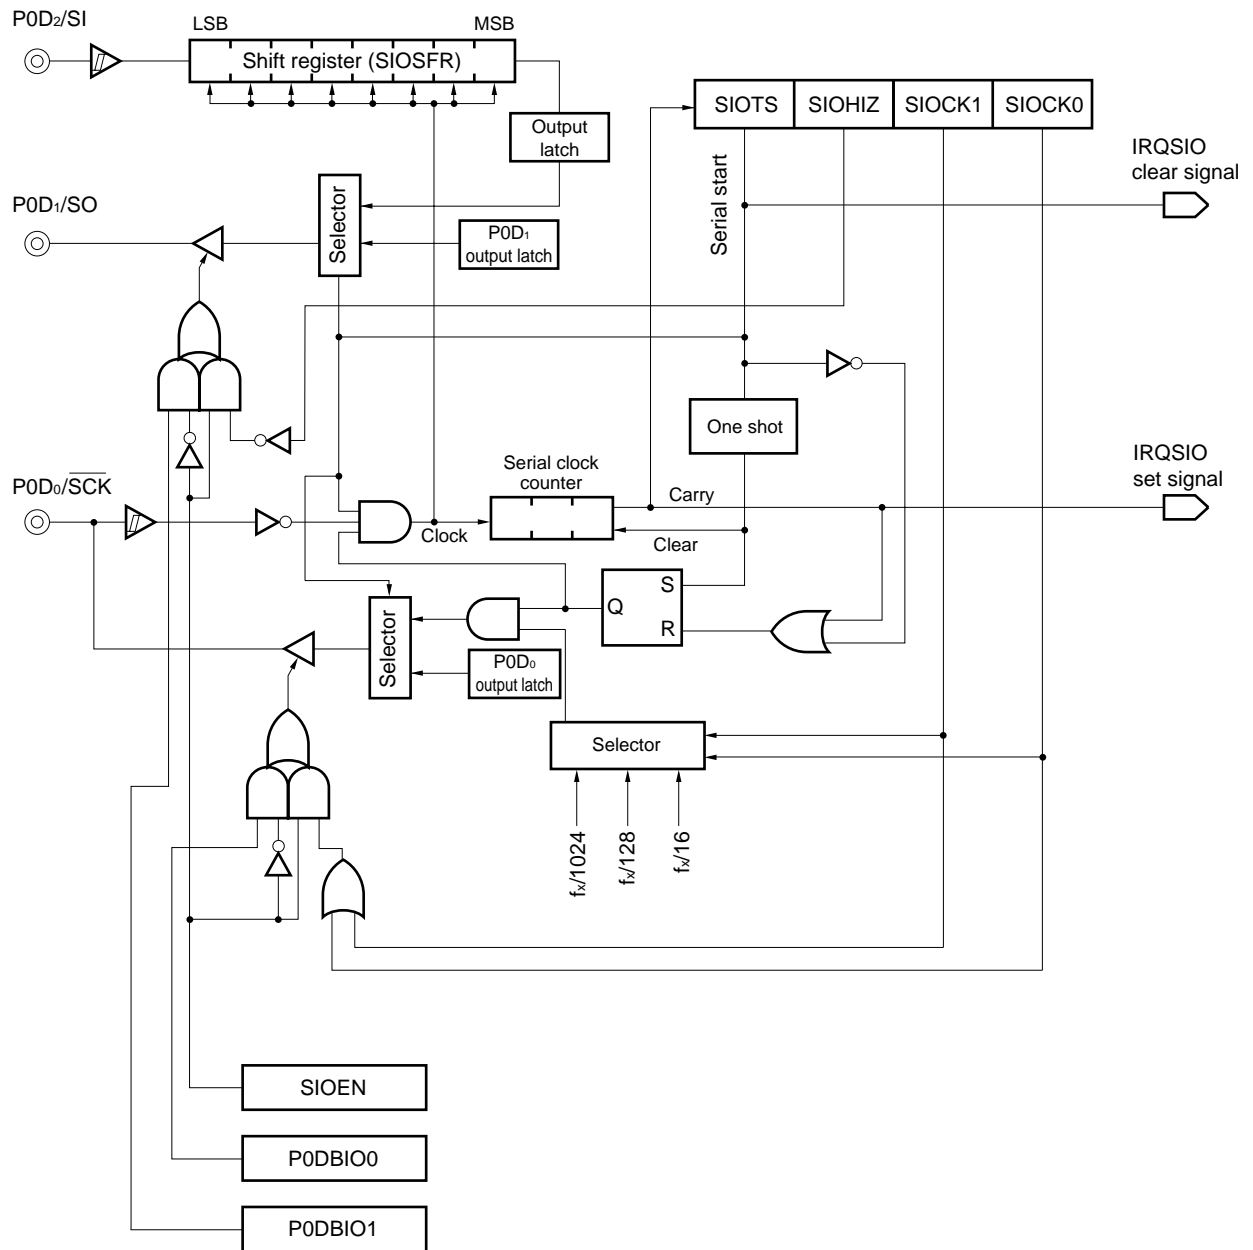 P0D₂/SI
LSB
MSB
Shift register (SIOSFR)
SIOTS
SIOHIZ
SIOCK1
SIOCK0
Output
latch
IRQSIO
clear signal
Serial start
P0D₁/SO
Selector
P0D₁
output latch
One shot
IRQSIO
set signal
Serial clock
counter
P0D₀/S̅C̅K̅
Carry
Clock
Clear
S
Q
R
Selector
P0D₀
output latch
Selector
fₓ/1024
fₓ/128
fₓ/16
SIOEN
P0DBIO0
P0DBIO1